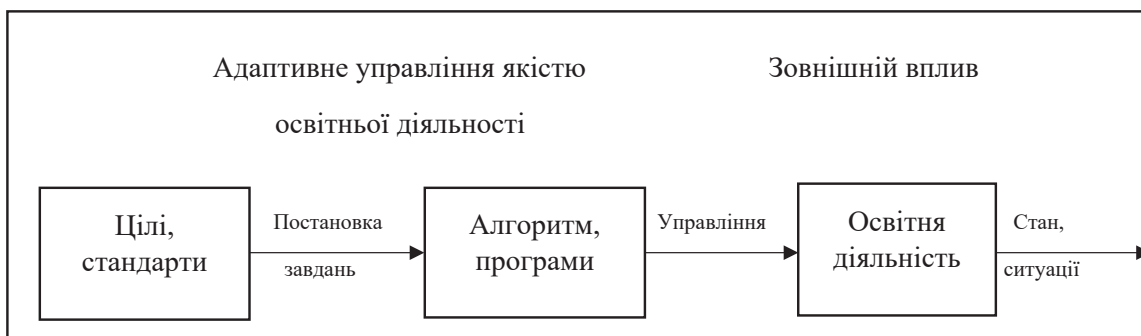 Адаптивне управління якістю
освітньої діяльності
Зовнішній вплив
Цілі,
стандарти
Постановка
завдань
Алгоритм,
програми
Управління
Освітня
діяльність
Стан,
ситуації